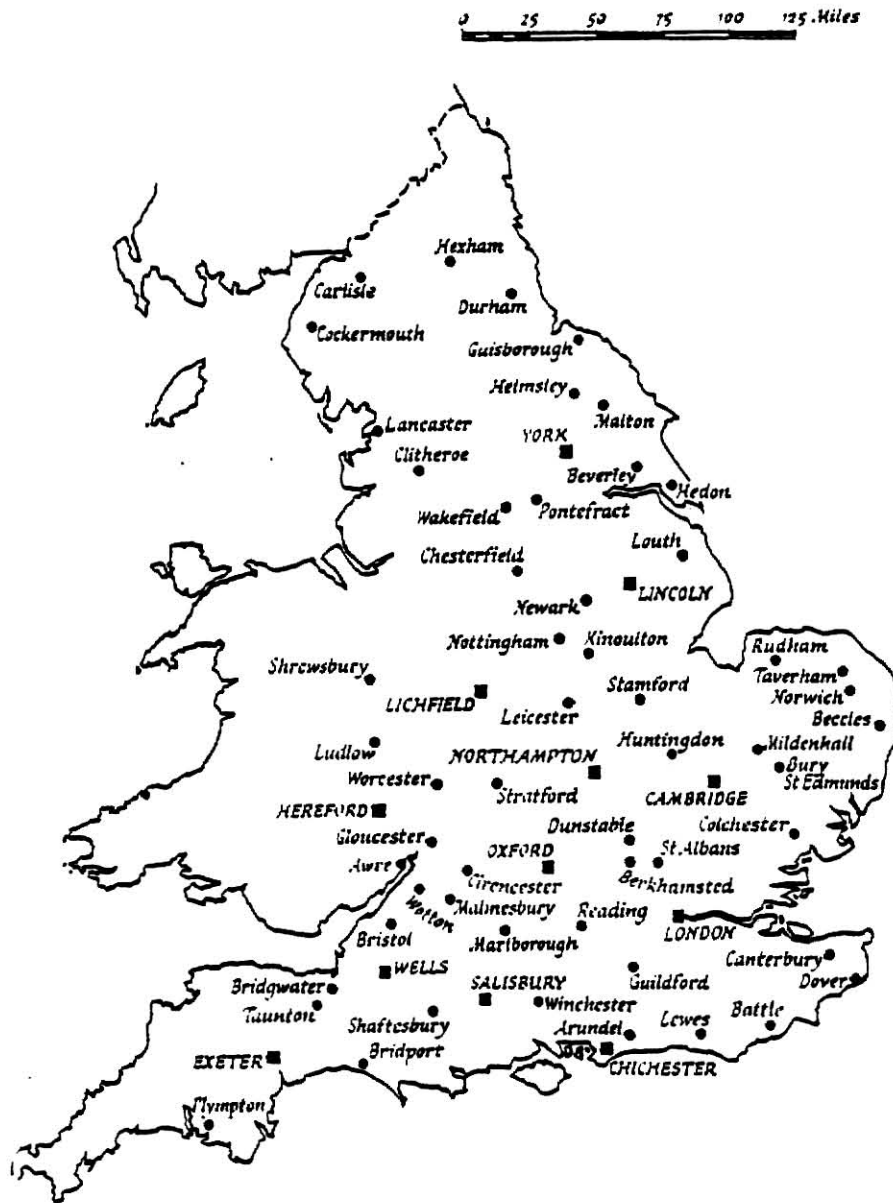 0 25 50 75 100 125 Miles
Hexham
Carlisle
Durham
Cockermouth
Guisborough
Helmsley
Malton
Lancaster
YORK
Clitheroe
Beverley
Hedon
Wakefield
Pontefract
Louth
Chesterfield
LINCOLN
Newark
Nottingham
Kinoulton
Rudham
Shrewsbury
Taverham
LICHFIELD
Stamford
Norwich
Leicester
Beccles
Ludlow
NORTHAMPTON
Huntingdon
Mildenhall
Worcester
Stratford
Bury
St Edmunds
HEREFORD
CAMBRIDGE
Gloucester
Dunstable
Colchester
Awre
OXFORD
St. Albans
Cirencester
Berkhamsted
Wotton
Malmesbury
Reading
Bristol
Marlborough
LONDON
Canterbury
WELLS
SALISBURY
Guildford
Dover
Bridgwater
Winchester
Taunton
Shaftesbury
Arundel
Lewes
Battle
EXETER
Bridport
CHICHESTER
Plympton